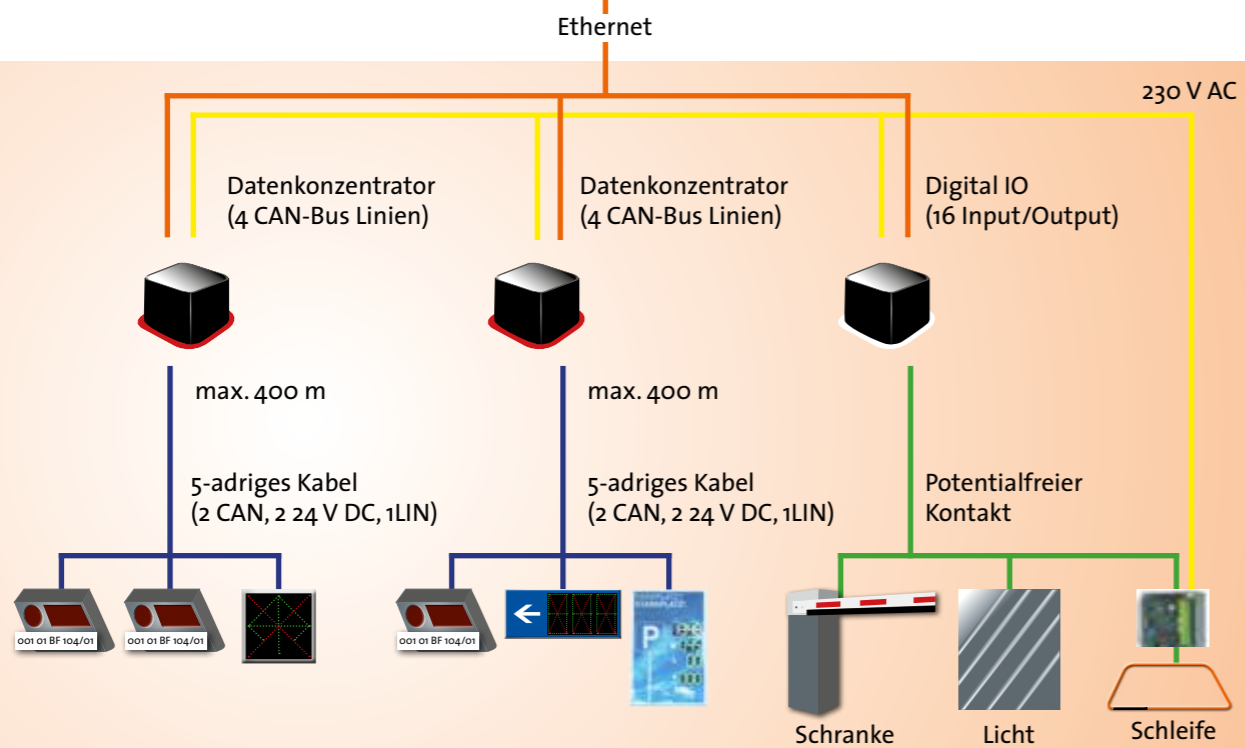 Ethernet
230 V AC
Datenkonzentrator
(4 CAN-Bus Linien)
Datenkonzentrator
(4 CAN-Bus Linien)
Digital IO
(16 Input/Output)
max. 400 m
max. 400 m
5-adriges Kabel
(2 CAN, 2 24 V DC, 1LIN)
5-adriges Kabel
(2 CAN, 2 24 V DC, 1LIN)
Potentialfreier
Kontakt
001 01 BF 104/01
001 01 BF 104/01
001 01 BF 104/01
P
Schranke
Licht
Schleife